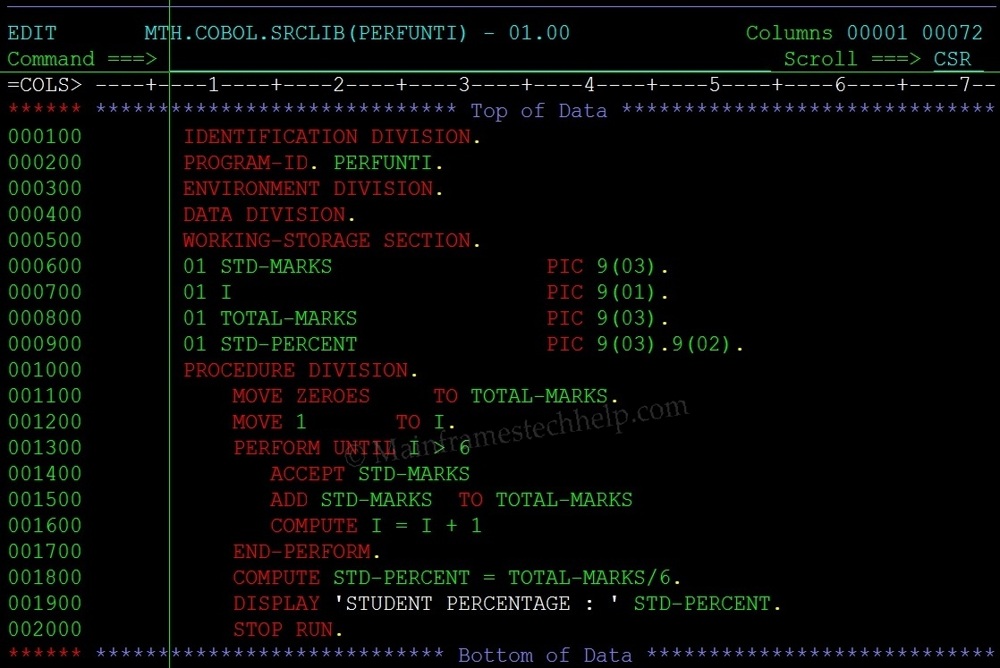 EDIT       MTH.COBOL.SRCLIB(PERFUNTI) - 01.00              Columns 00001 00072
Command ===>                                                  Scroll ===> CSR
=COLS> ----+----1----+----2----+----3----+----4----+----5----+----6----+----7--
****** ***************************** Top of Data ******************************
000100        IDENTIFICATION DIVISION.
000200        PROGRAM-ID. PERFUNTI.
000300        ENVIRONMENT DIVISION.
000400        DATA DIVISION.
000500        WORKING-STORAGE SECTION.
000600        01 STD-MARKS                 PIC 9(03).
000700        01 I                         PIC 9(01).
000800        01 TOTAL-MARKS               PIC 9(03).
000900        01 STD-PERCENT               PIC 9(03).9(02).
001000        PROCEDURE DIVISION.
001100            MOVE ZEROES     TO TOTAL-MARKS.
001200            MOVE 1       TO I.
001300            PERFORM UNTIL I > 6
001400               ACCEPT STD-MARKS
001500               ADD STD-MARKS  TO TOTAL-MARKS
001600               COMPUTE I = I + 1
001700            END-PERFORM.
001800            COMPUTE STD-PERCENT = TOTAL-MARKS/6.
001900            DISPLAY 'STUDENT PERCENTAGE : ' STD-PERCENT.
002000            STOP RUN.
****** **************************** Bottom of Data ****************************
© Mainframestechhelp.com